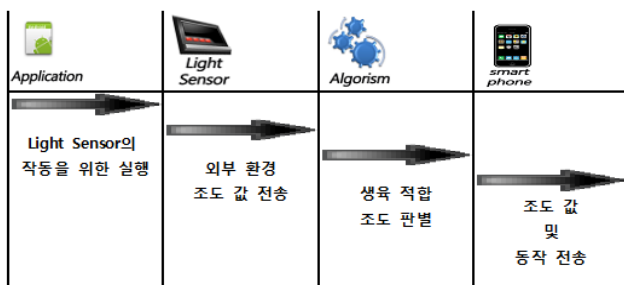 Application
Light
Sensor
Algorism
smart
phone
Light Sensor의
작동을 위한 실행
외부 환경
조도 값 전송
생육 적합
조도 판별
조도 값
및
동작 전송